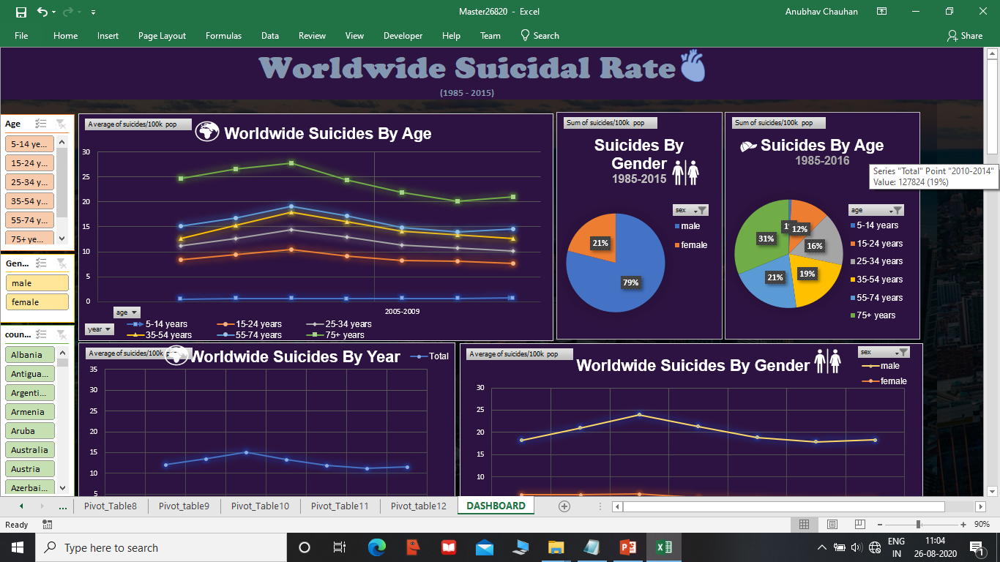 Master26820 - Excel
Anubhav Chauhan
File Home Insert Page Layout Formulas Data Review View Developer Help Team Search Share
Worldwide Suicidal Rate
(1985 - 2015)
Age
5-14 ye...
15-24 y...
25-34 y...
35-54 y...
55-74 y...
75+ ye...
Gen...
male
female
coun...
Albania
Antigua...
Argenti...
Armenia
Aruba
Australia
Austria
Azerbai...
Average of suicides/100k pop
Worldwide Suicides By Age
30
25
20
15
10
5
0
2005-2009
age
year
5-14 years 15-24 years 25-34 years
35-54 years 55-74 years 75+ years
Sum of suicides/100k pop
Suicides By
Gender
1985-2015
sex
male
female
21%
79%
Sum of suicides/100k pop
Suicides By Age
1985-2016
Series "Total" Point "2010-2014"
Value: 127824 (19%)
age
5-14 years
15-24 years
25-34 years
35-54 years
55-74 years
75+ years
12%
16%
19%
21%
31%
Average of suicides/100k pop
Worldwide Suicides By Year
Total
35
30
25
20
15
10
5
Average of suicides/100k pop
Worldwide Suicides By Gender
sex
male
female
30
25
20
15
10
... Pivot_Table8 Pivot_table9 Pivot_Table10 Pivot_Table11 Pivot_table12 DASHBOARD
Ready
90%
Type here to search
ENG
IN
11:04
26-08-2020
1